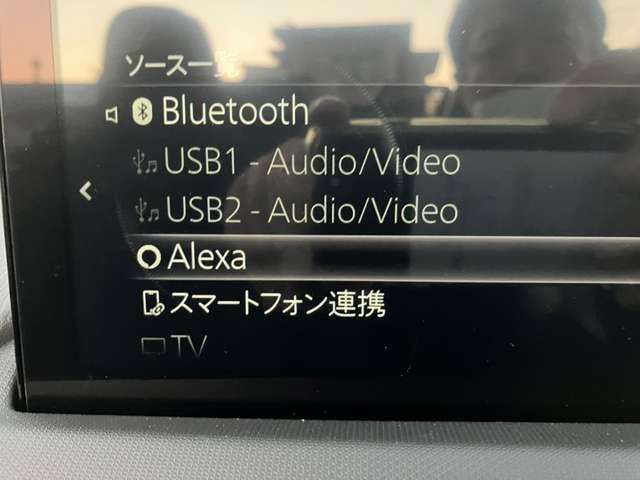 ソース一覧
Bluetooth
USB1 - Audio/Video
USB2 - Audio/Video
Alexa
スマートフォン連携
TV